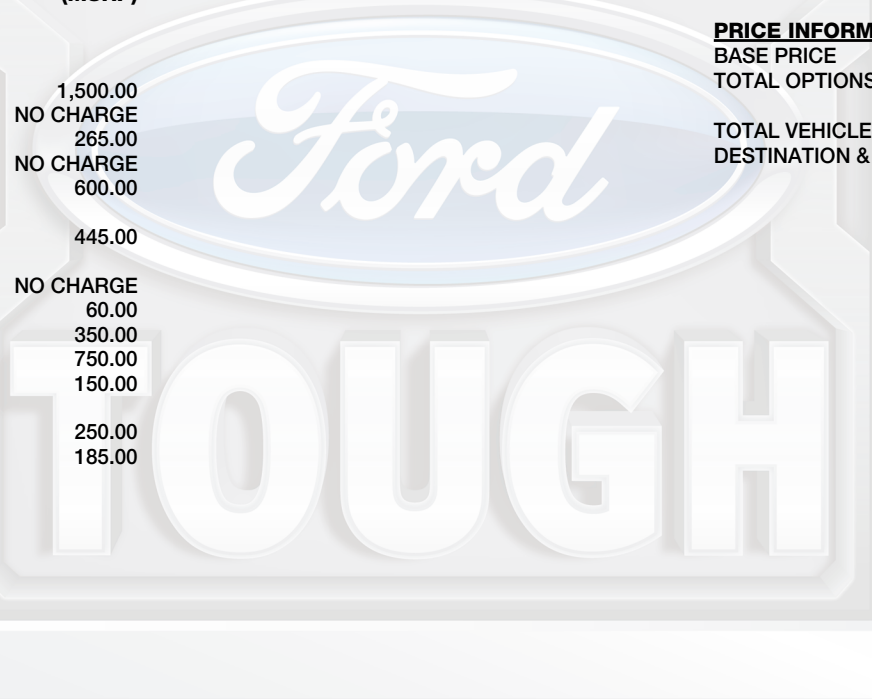 1,500.00
NO CHARGE
265.00
NO CHARGE
600.00
445.00
NO CHARGE
60.00
350.00
750.00
150.00
250.00
185.00
PRICE INFORM
BASE PRICE
TOTAL OPTIONS
TOTAL VEHICLE
DESTINATION &
Ford
TOUGH